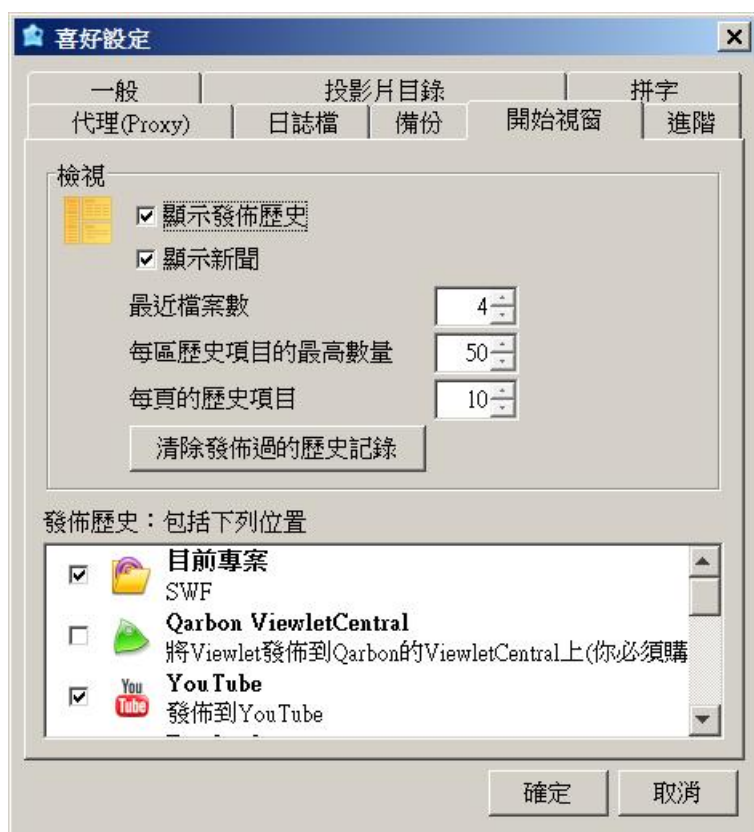 喜好設定
一般 投影片目錄 拼字
代理(Proxy) 日誌檔 備份 開始視窗 進階
檢視
顯示發佈歷史
顯示新聞
最近檔案數 4
每區歷史項目的最高數量 50
每頁的歷史項目 10
清除發佈過的歷史記錄
發佈歷史：包括下列位置
目前專案
SWF
Qarbon ViewletCentral
將Viewlet發佈到Qarbon的ViewletCentral上(你必須購
You Tube
YouTube
發佈到YouTube
確定 取消